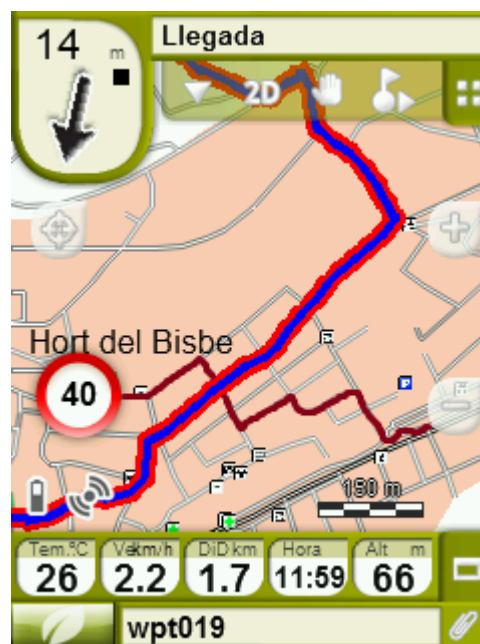 14 m
Llegada
2D
Hort del Bisbe
40
150 m
Tem.ºC
26
Vel km/h
2.2
DiD km
1.7
Hora
11:59
Alt m
66
wpt019